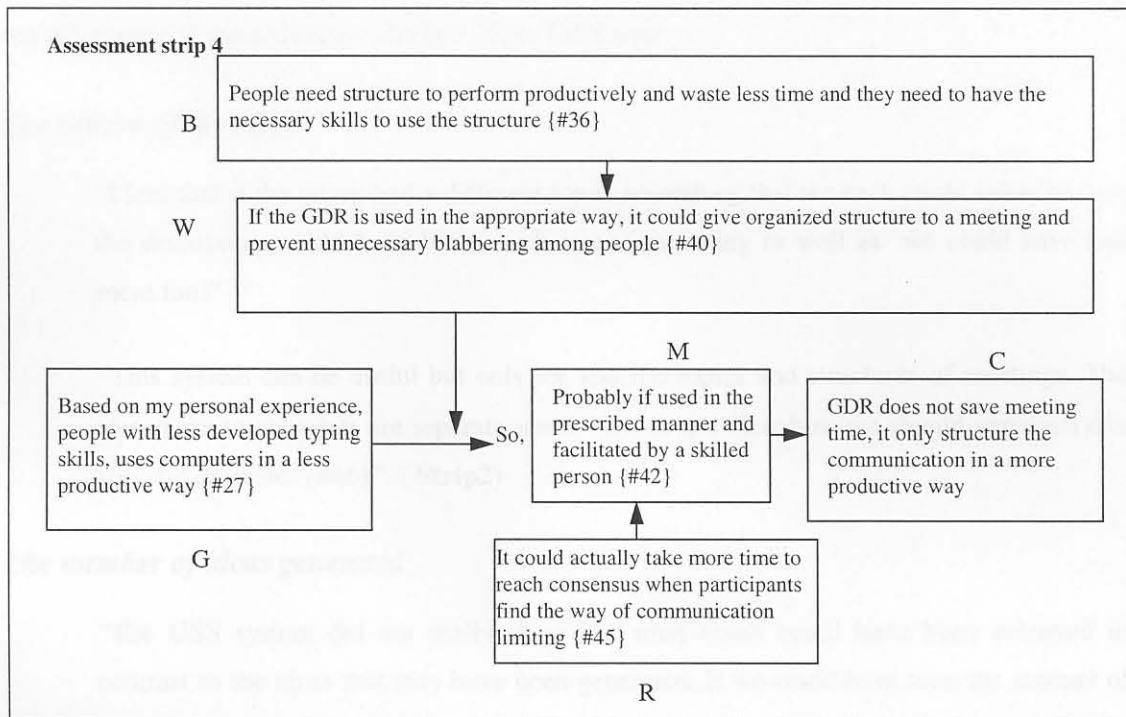 Assessment strip 4
B
People need structure to perform productively and waste less time and they need to have the
necessary skills to use the structure {#36}
W
If the GDR is used in the appropriate way, it could give organized structure to a meeting and
prevent unnecessary blabbering among people {#40}
G
Based on my personal experience,
people with less developed typing
skills, uses computers in a less
productive way {#27}
So,
M
Probably if used in the
prescribed manner and
facilitated by a skilled
person {#42}
C
GDR does not save meeting
time, it only structure the
communication in a more
productive way
It could actually take more time to
reach consensus when participants
find the way of communication
limiting {#45}
R